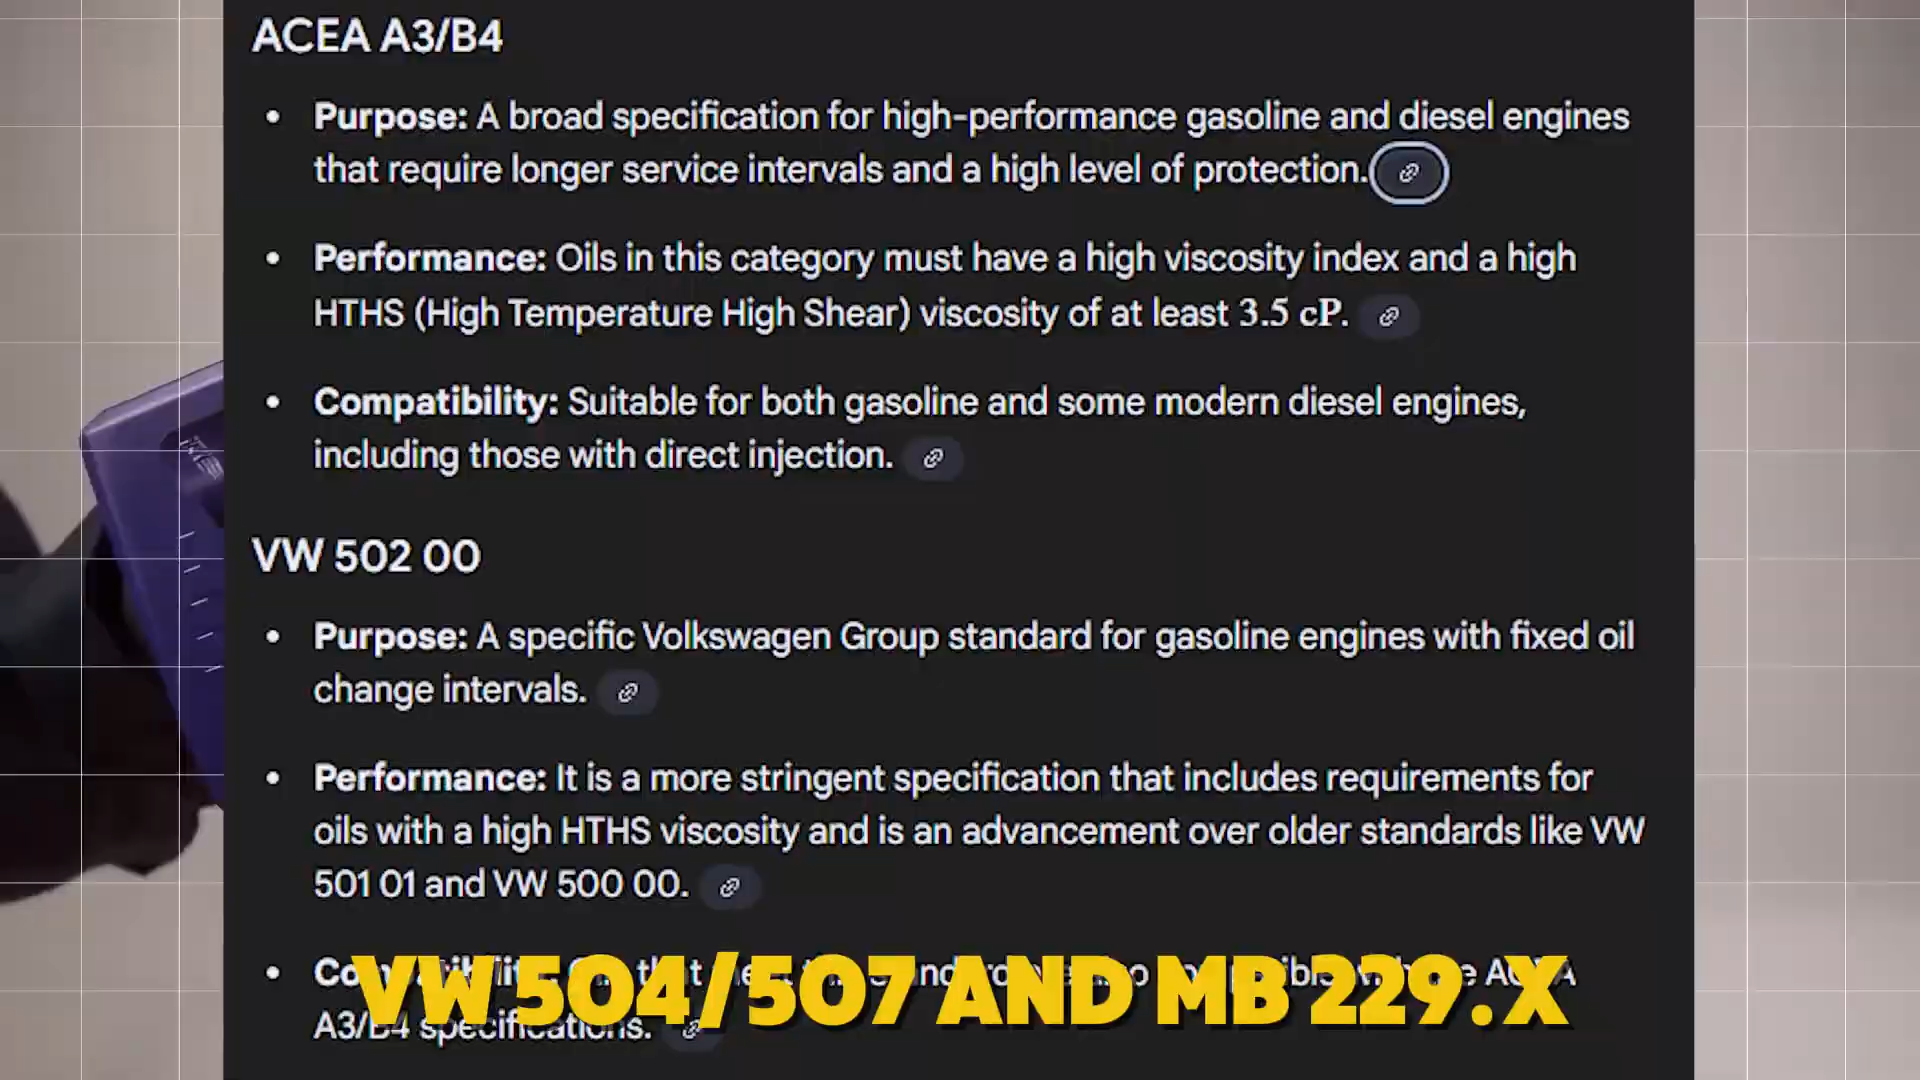 ACEA A3/B4
• Purpose: A broad specification for high-performance gasoline and diesel engines
that require longer service intervals and a high level of protection.
• Performance: Oils in this category must have a high viscosity index and a high
HTHS (High Temperature High Shear) viscosity of at least 3.5 cP.
• Compatibility: Suitable for both gasoline and some modern diesel engines,
including those with direct injection.
VW 502 00
• Purpose: A specific Volkswagen Group standard for gasoline engines with fixed oil
change intervals.
• Performance: It is a more stringent specification that includes requirements for
oils with a high HTHS viscosity and is an advancement over older standards like VW
501 01 and VW 500 00.
• Compatibility: that
A3/B4 specifications.
VW 504/507 AND MB 229.X